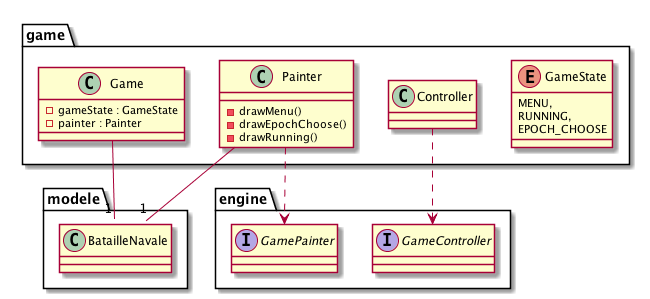 game
C Game
gameState : GameState
painter : Painter
C Painter
drawMenu()
drawEpochChoose()
drawRunning()
C Controller
E GameState
MENU,
RUNNING,
EPOCH_CHOOSE
modele
1
1
C BatailleNavale
engine
I GamePainter
I GameController